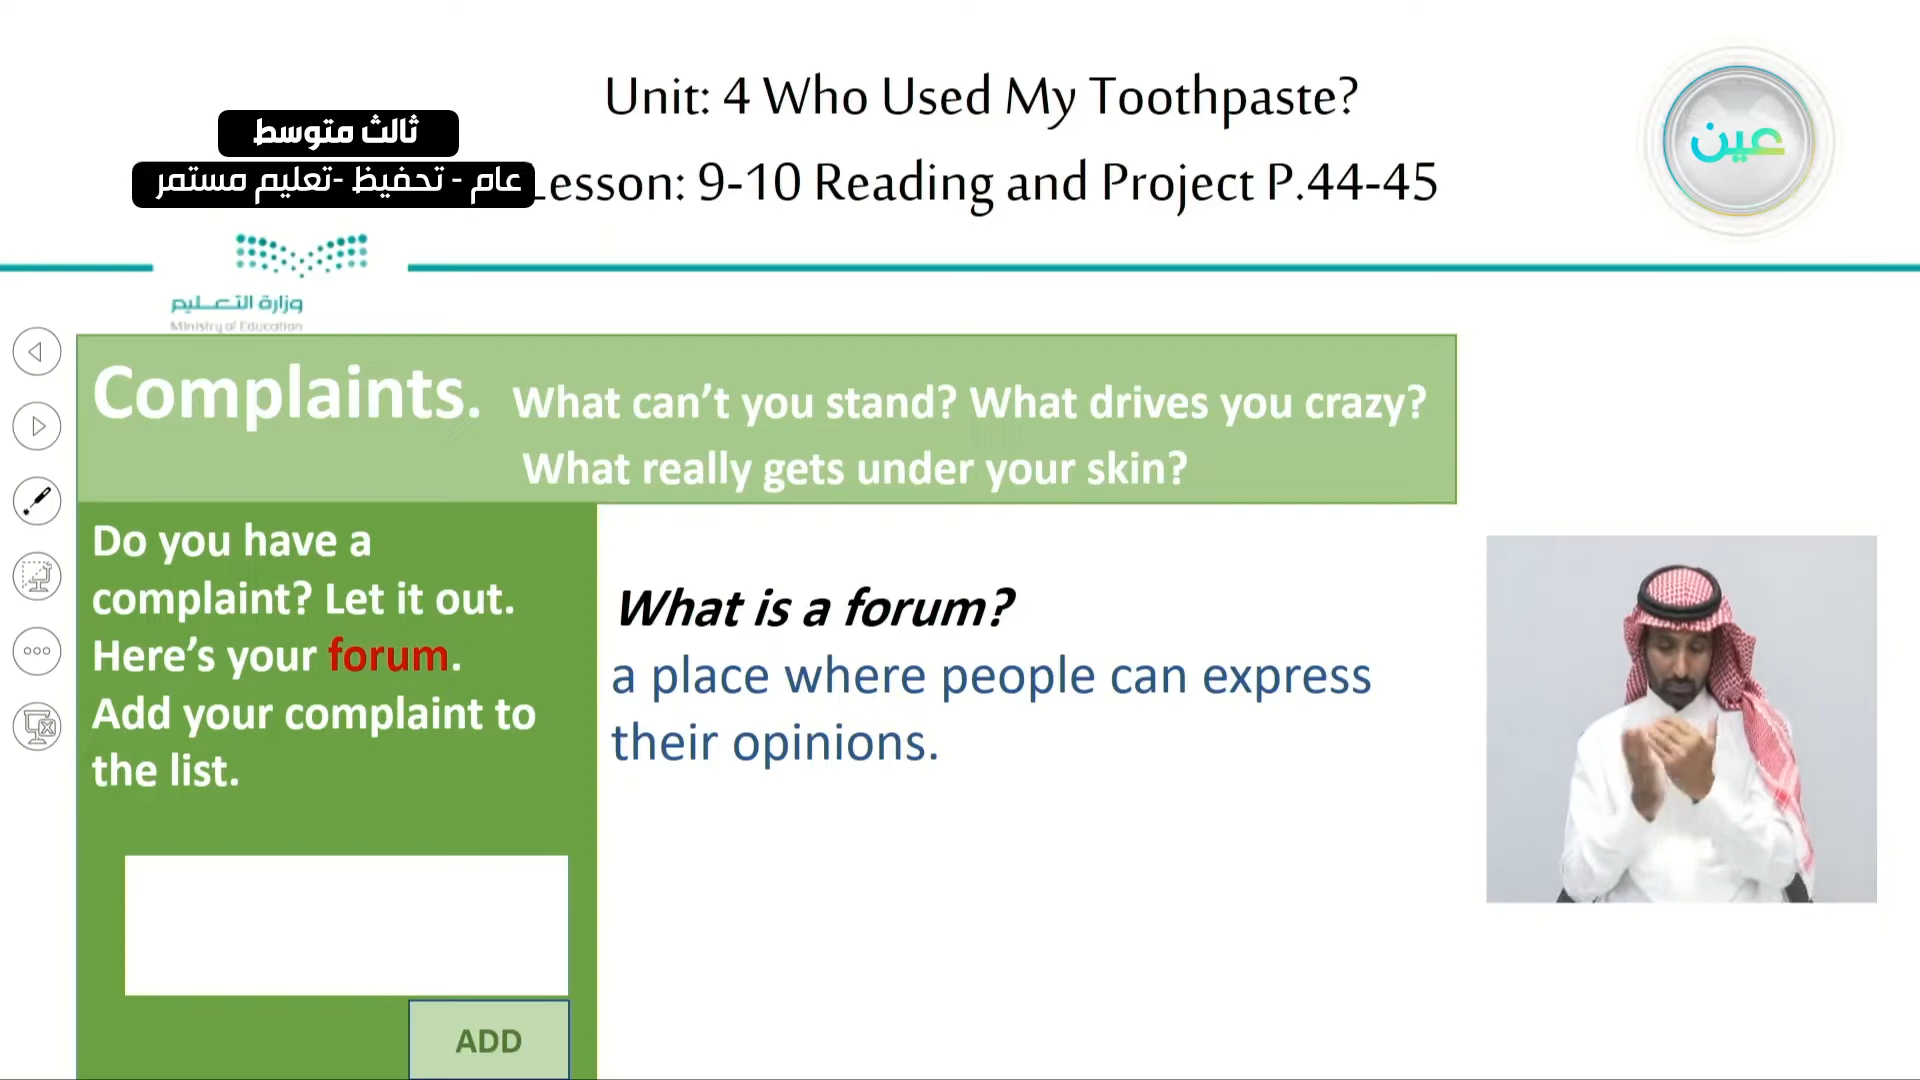 Unit: 4 Who Used My Toothpaste?
ثالث متوسط
عام - تحفيظ -تعليم مستمر
Lesson: 9-10 Reading and Project P.44-45
عين
وزارة التعليم
Ministry of Education
Complaints. What can’t you stand? What drives you crazy?
What really gets under your skin?
Do you have a
complaint? Let it out.
Here’s your forum.
Add your complaint to
the list.
ADD
What is a forum?
a place where people can express
their opinions.